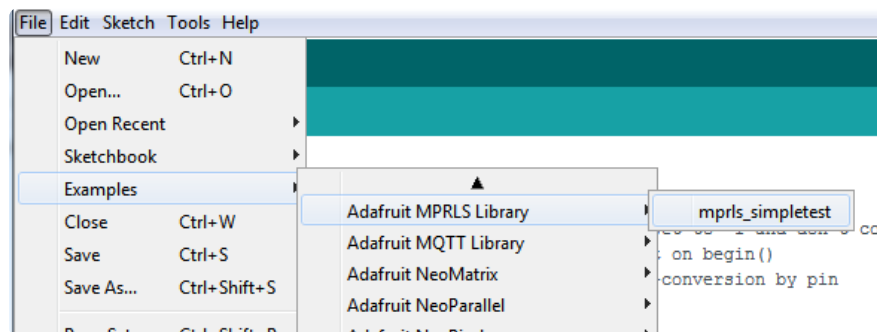 File Edit Sketch Tools Help
New Ctrl+N
Open... Ctrl+O
Open Recent
Sketchbook
Examples
Close Ctrl+W
Save Ctrl+S
Save As... Ctrl+Shift+S
Adafruit MPRLS Library
Adafruit MQTT Library
Adafruit NeoMatrix
Adafruit NeoParallel
mprls_simpletest
on begin()
conversion by pin